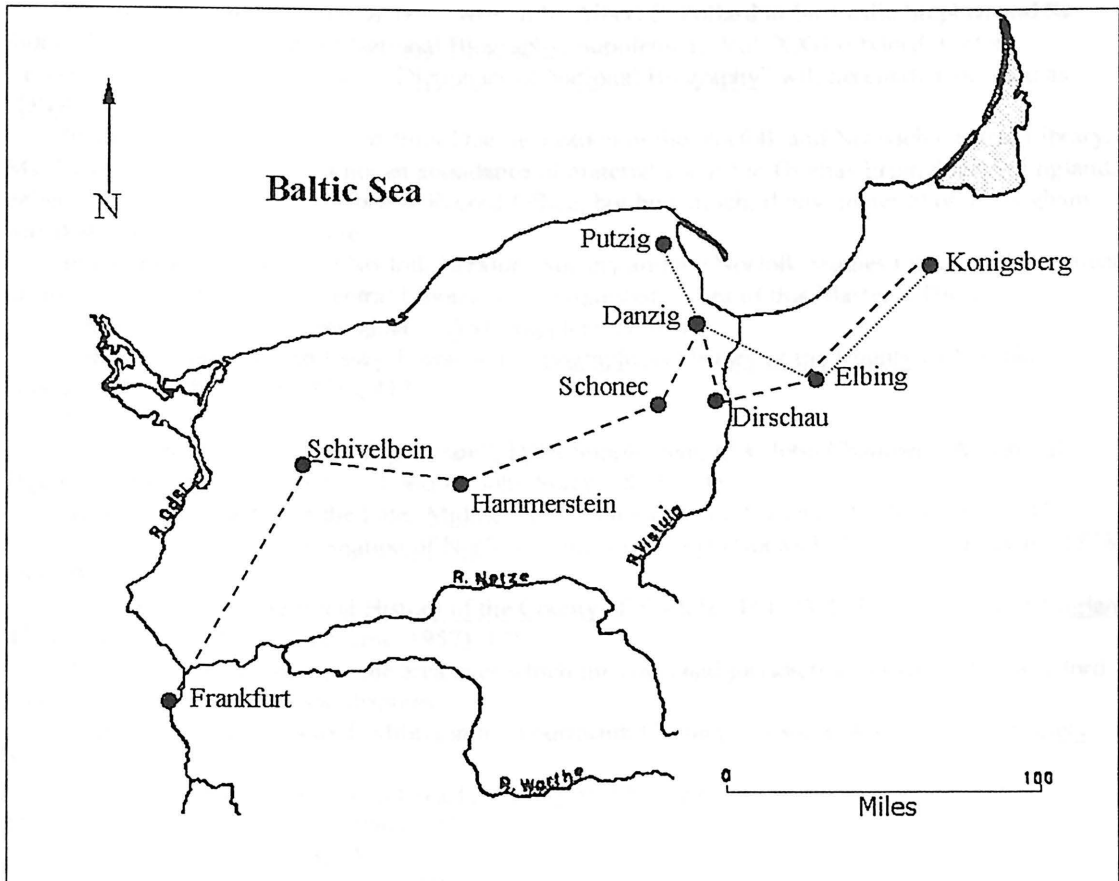 Baltic Sea
N
Putzig
Konigsberg
Danzig
Elbing
Schonec
Dirschau
Schivelbein
Hammerstein
R. Oder
R. Vistula
R. Netze
Frankfurt
R. Warthe
0 100
Miles